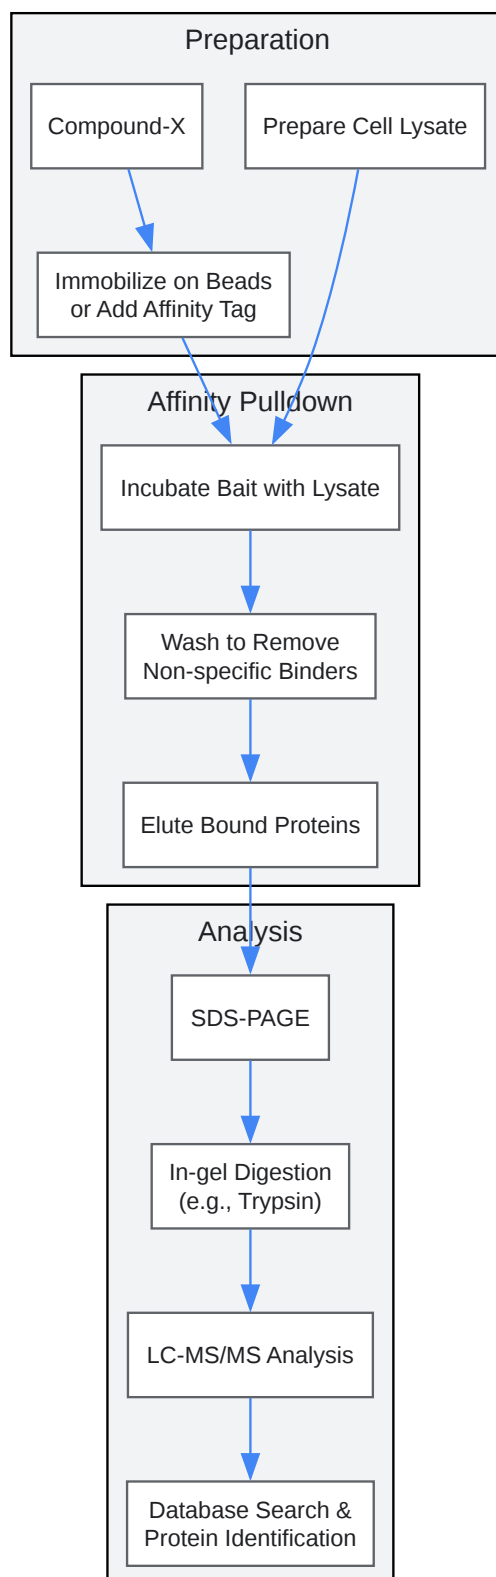 Preparation
Compound-X
Prepare Cell Lysate
Immobilize on Beads
or Add Affinity Tag
Affinity Pulldown
Incubate Bait with Lysate
Wash to Remove
Non-specific Binders
Elute Bound Proteins
Analysis
SDS-PAGE
In-gel Digestion
(e.g., Trypsin)
LC-MS/MS Analysis
Database Search &
Protein Identification